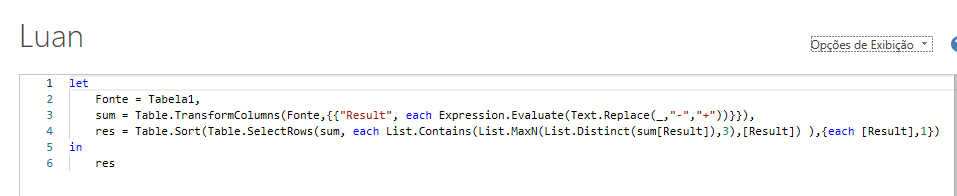 Luan
Opções de Exibição
1 let
2 Fonte = Tabela1,
3 sum = Table.TransformColumns(Fonte,{{"Result", each Expression.Evaluate(Text.Replace(_,"-","+"))}}),
4 res = Table.Sort(Table.SelectRows(sum, each List.Contains(List.MaxN(List.Distinct(sum[Result]),3),[Result]) ),{each [Result],1})
5 in
6 res